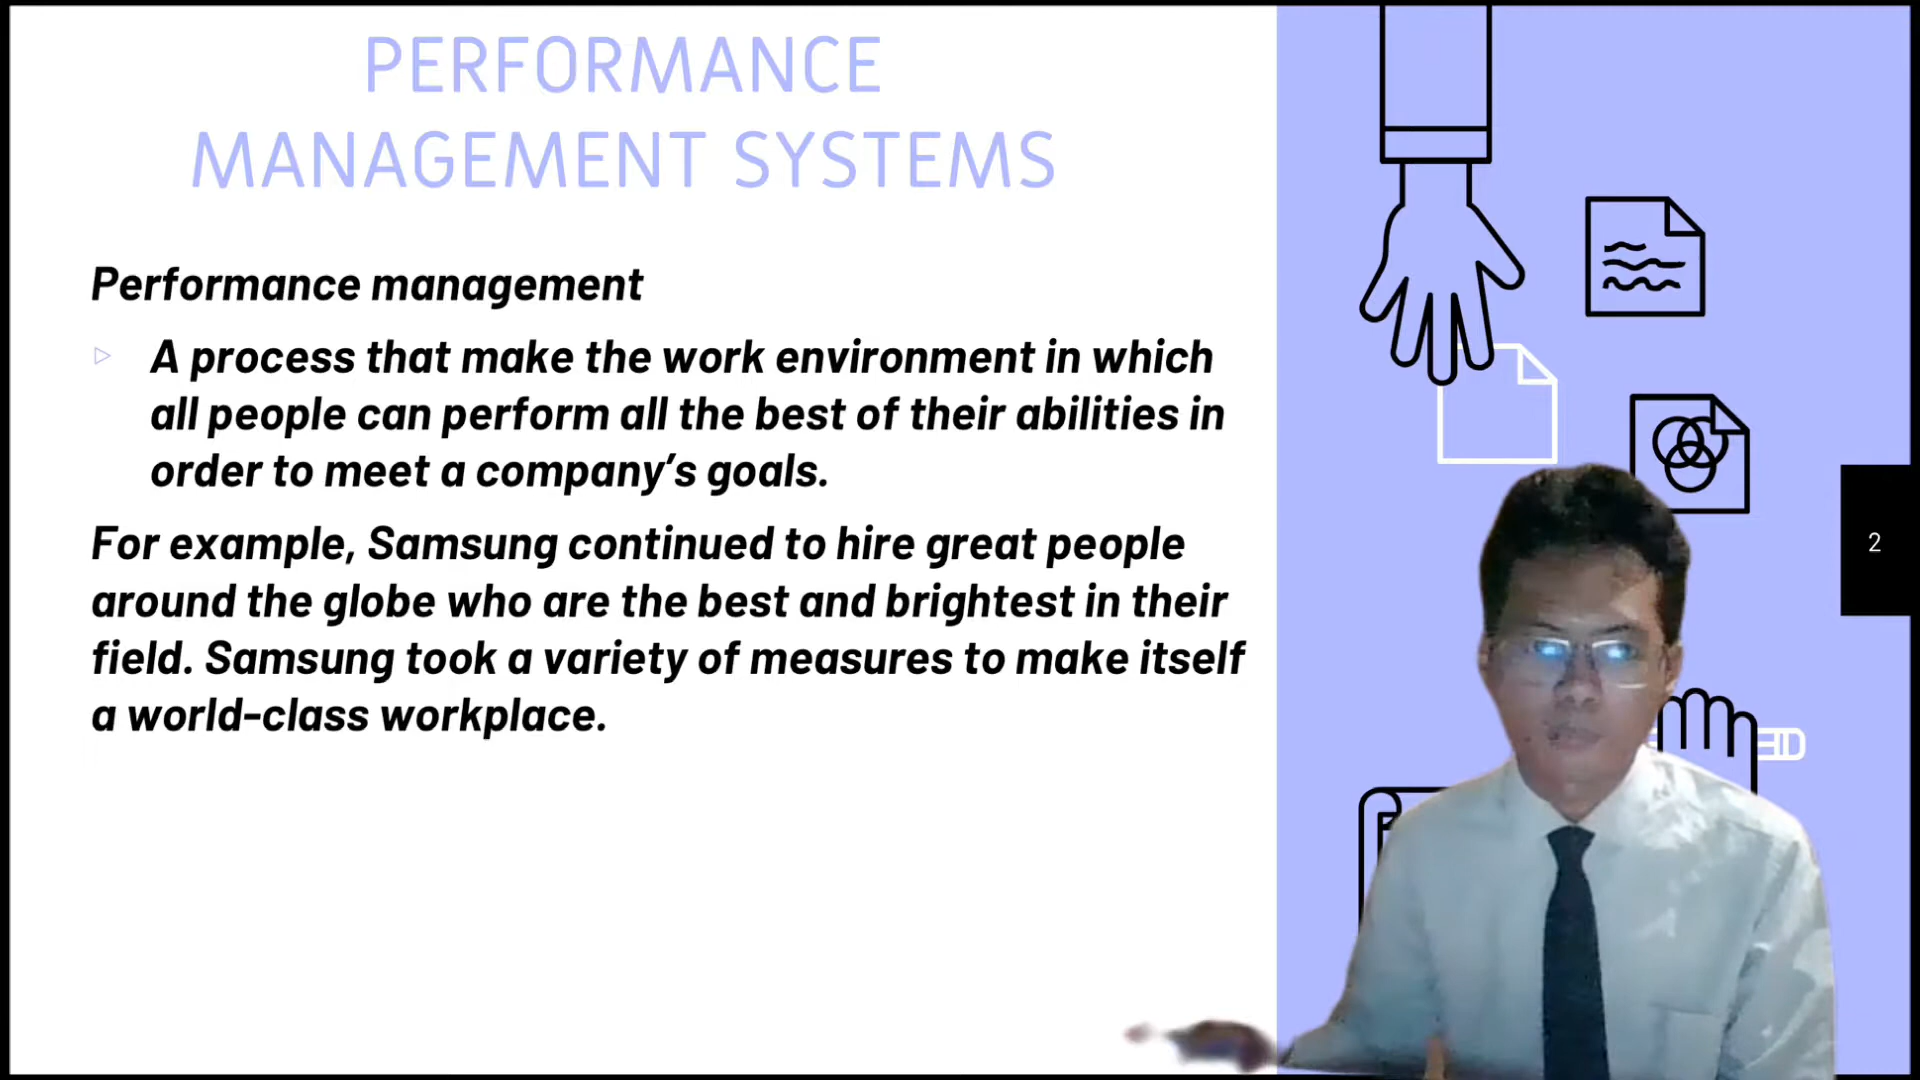 PERFORMANCE
MANAGEMENT SYSTEMS
Performance management
A process that make the work environment in which
all people can perform all the best of their abilities in
order to meet a company’s goals.
For example, Samsung continued to hire great people
around the globe who are the best and brightest in their
field. Samsung took a variety of measures to make itself
a world-class workplace.
2